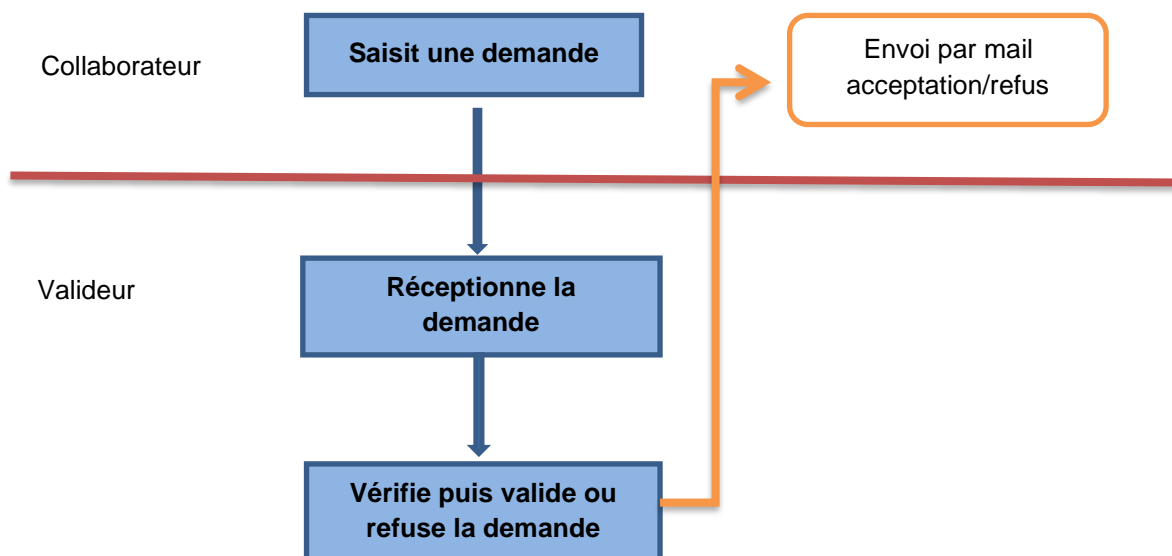 Collaborateur
Saisit une demande
Envoi par mail
acceptation/refus
Valideur
Réceptionne la
demande
Vérifie puis valide ou
refuse la demande